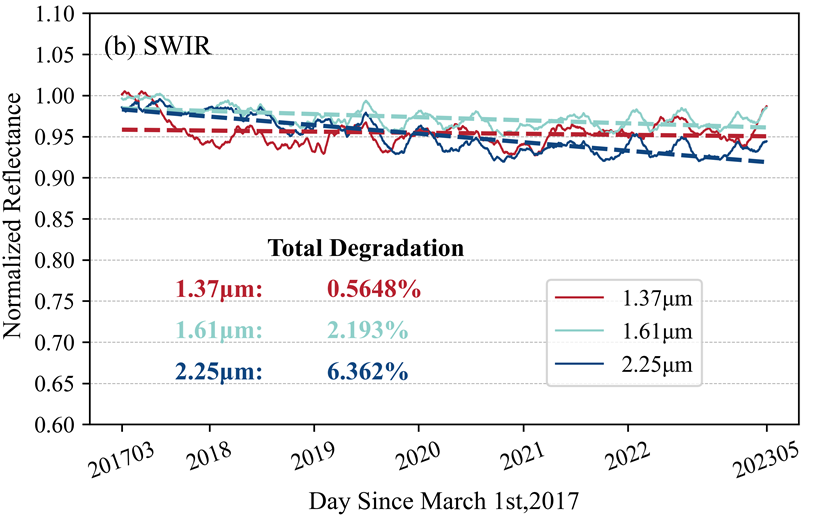 1.10
(b) SWIR
1.05
1.00
0.95
0.90
0.85
0.80
0.75
0.70
0.65
0.60
Normalized Reflectance
Total Degradation
1.37μm: 0.5648%
1.61μm: 2.193%
2.25μm: 6.362%
1.37μm
1.61μm
2.25μm
201703 2018 2019 2020 2021 2022 202305
Day Since March 1st,2017